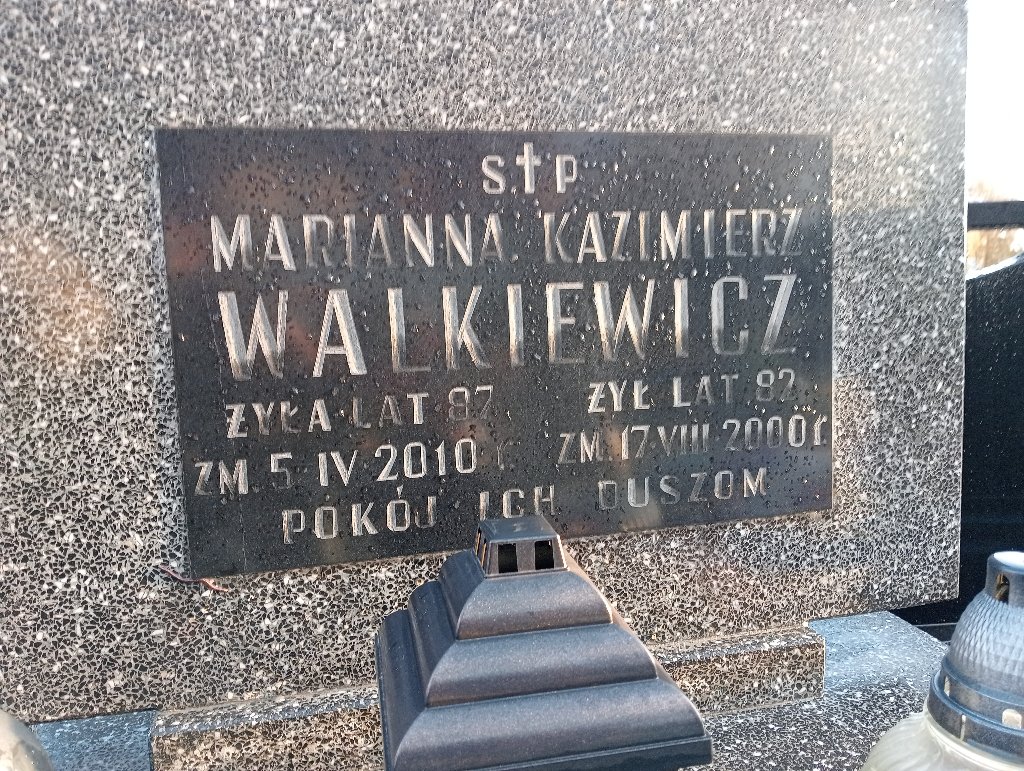 S†P
MARIANNA KAZIMIERZ
WALKIEWICZ
ŻYŁA LAT 87 ŻYŁ LAT 82
ZM. 5·IV·2010 r. ZM. 17·VIII·2000 r.
POKÓJ ICH DUSZOM